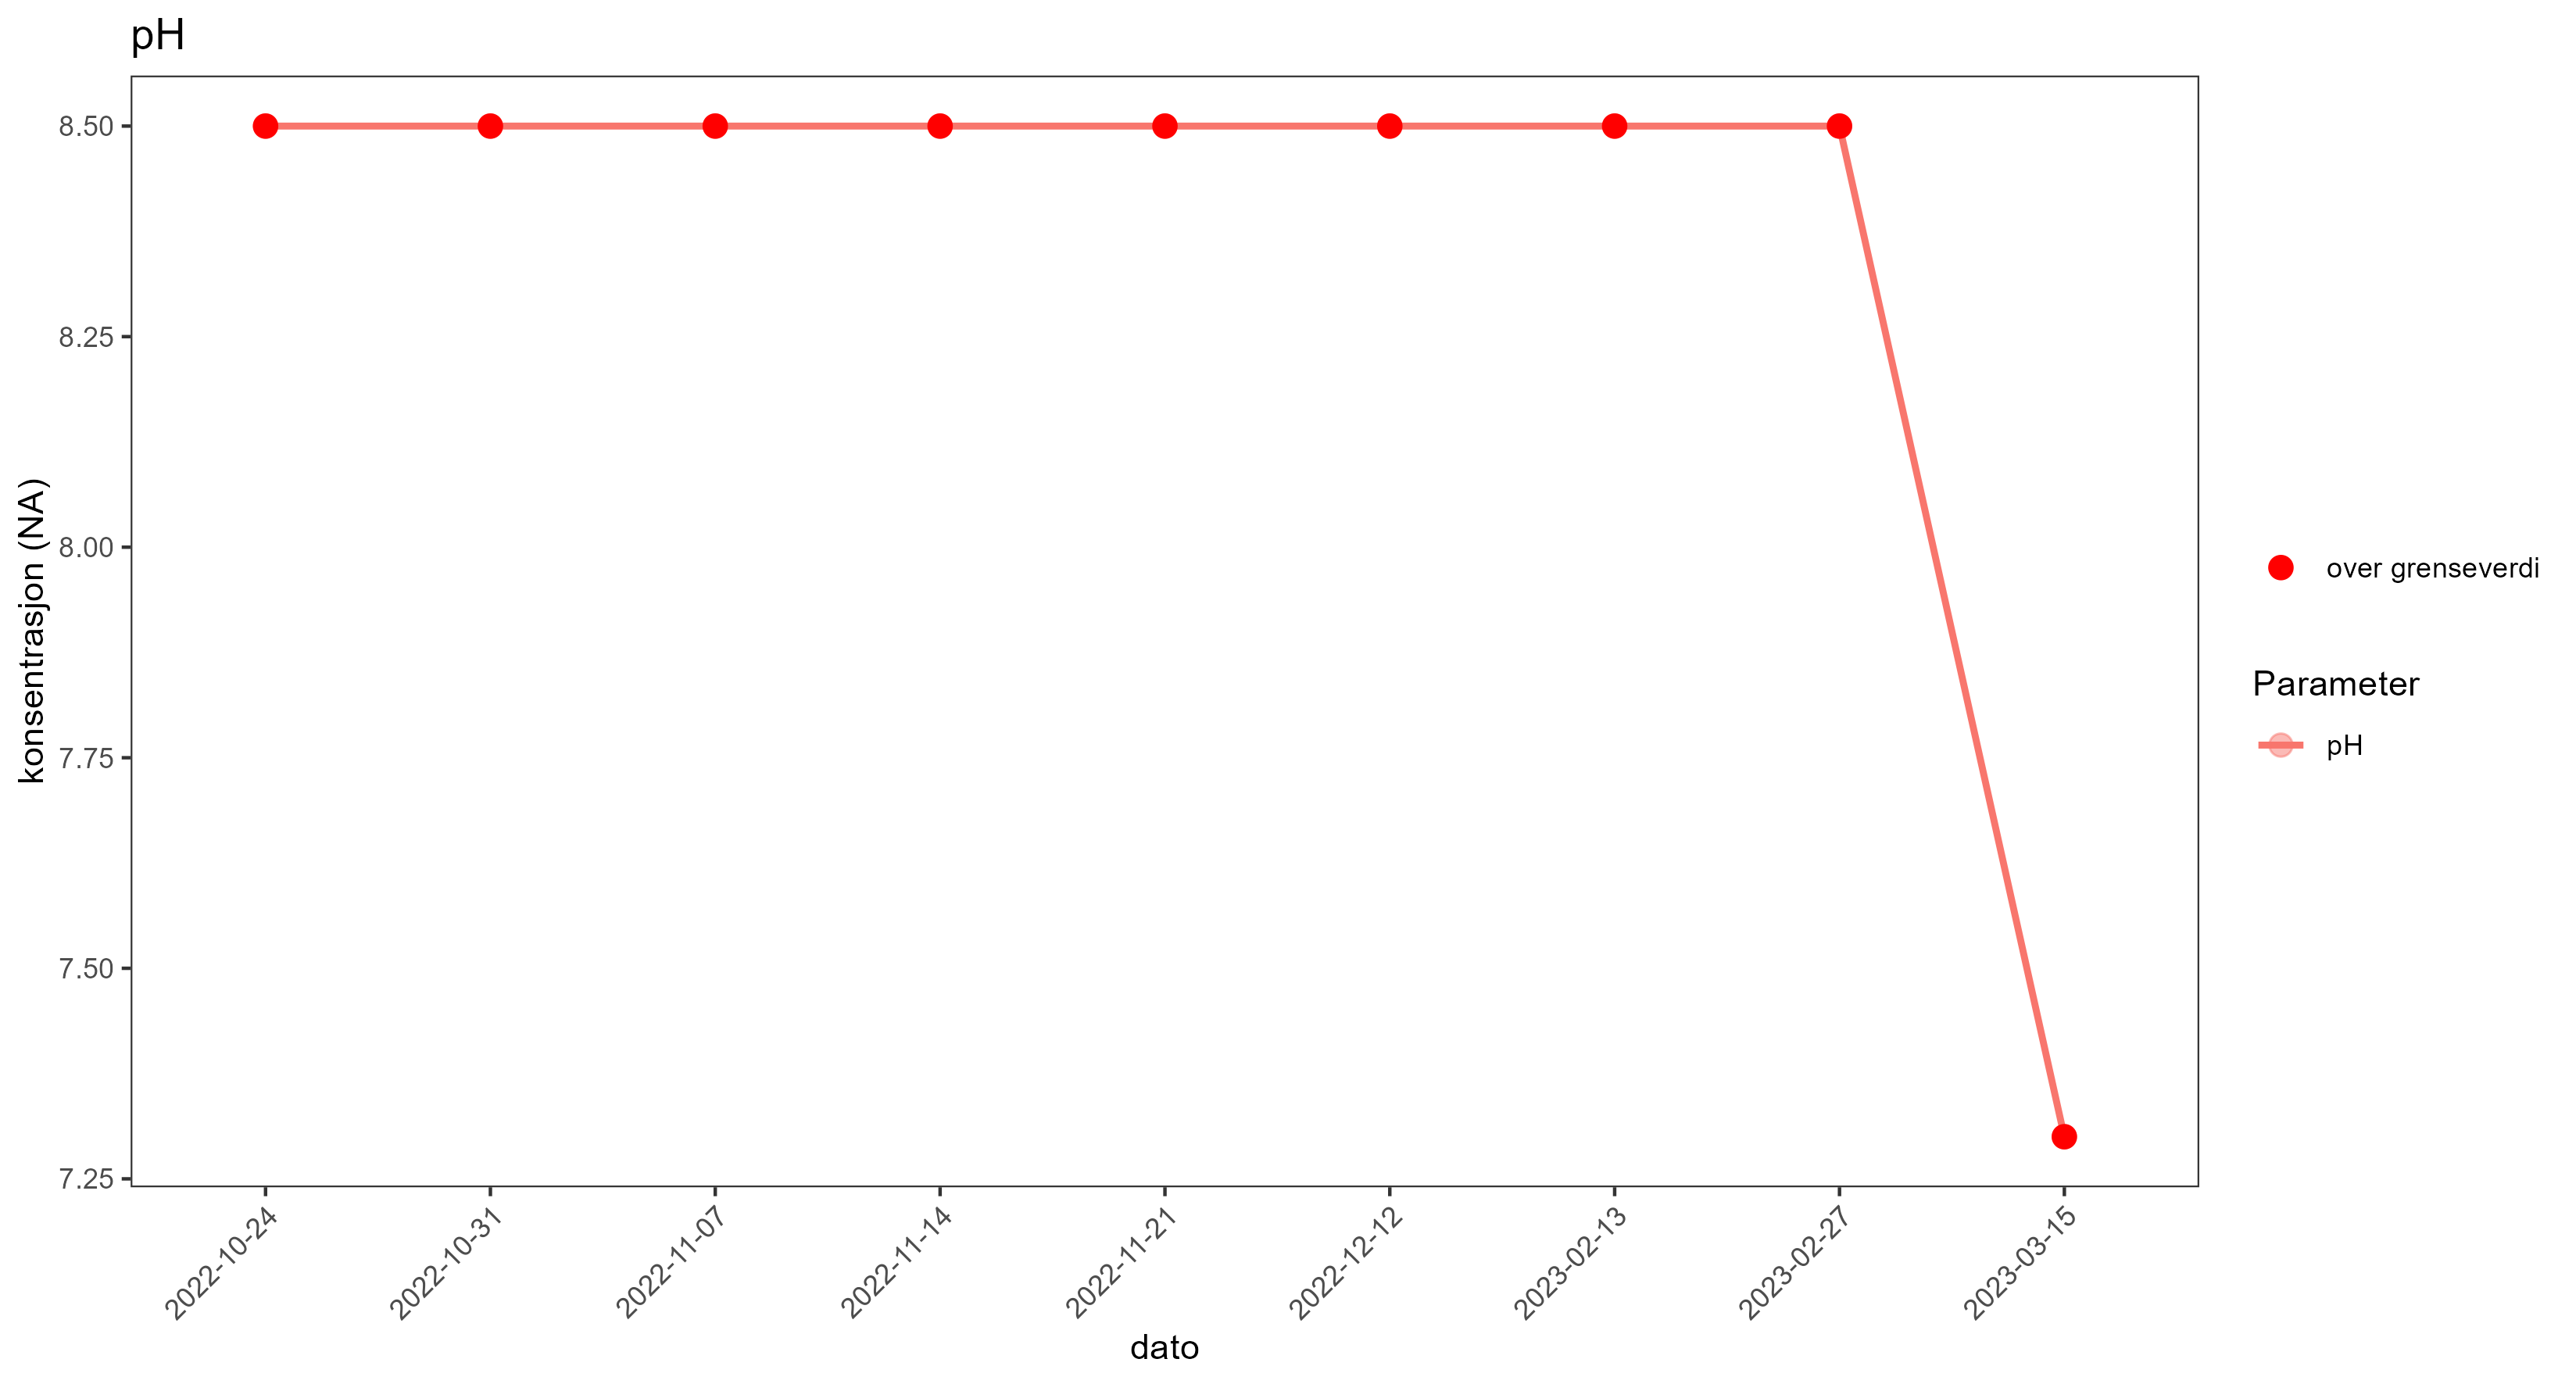 pH
8.50
8.25
8.00
7.75
7.50
7.25
konsentrasjon (NA)
2022-10-24
2022-10-31
2022-11-07
2022-11-14
2022-11-21
2022-12-12
2023-02-13
2023-02-27
2023-03-15
dato
over grenseverdi
Parameter
pH